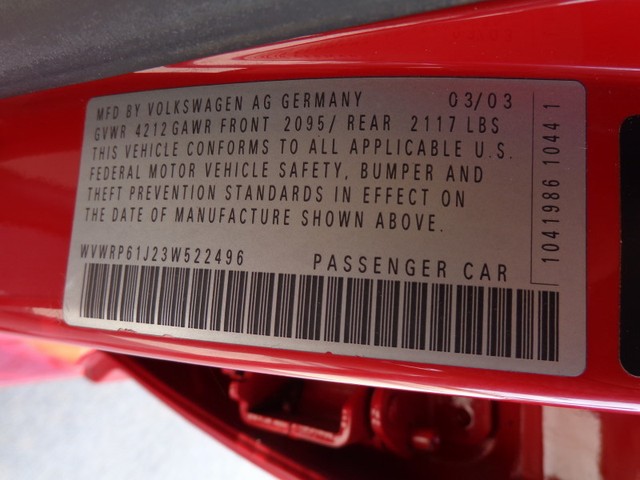 MFD BY VOLKSWAGEN AG GERMANY 03/03
GVWR 4212 GAWR FRONT 2095/ REAR 2117 LBS
THIS VEHICLE CONFORMS TO ALL APPLICABLE U.S.
FEDERAL MOTOR VEHICLE SAFETY, BUMPER AND
THEFT PREVENTION STANDARDS IN EFFECT ON
THE DATE OF MANUFACTURE SHOWN ABOVE.
WVWRP61J23W522496 PASSENGER CAR
1041986 1044 1